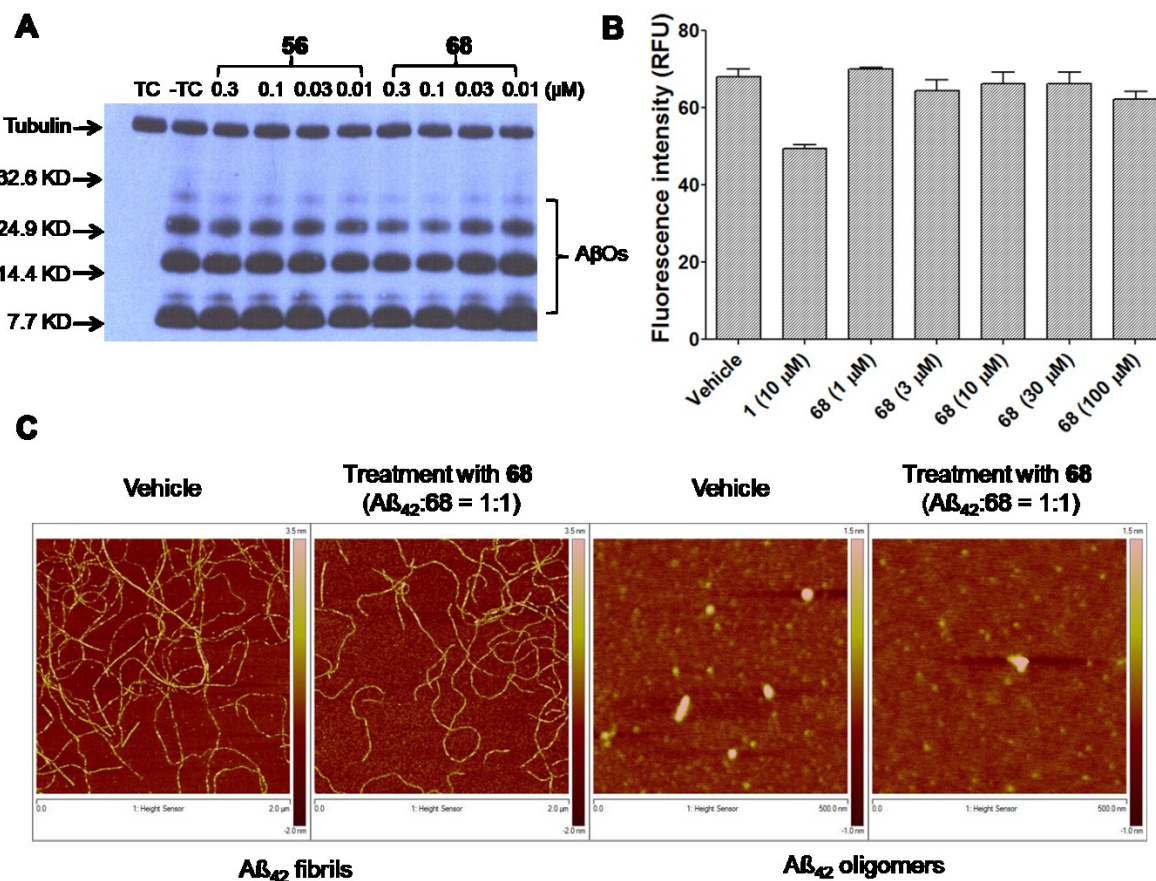 A
56 68
TC -TC 0.3 0.1 0.03 0.01 0.3 0.1 0.03 0.01 (µM)
Tubulin
32.6 KD
24.9 KD
14.4 KD
7.7 KD
AβOs
B
Fluorescence intensity (RFU)
80
60
40
20
0
Vehicle
1 (10 µM)
68 (1 µM)
68 (3 µM)
68 (10 µM)
68 (30 µM)
68 (100 µM)
C
Vehicle
Treatment with 68
(Aß42:68 = 1:1)
Vehicle
Treatment with 68
(Aß42:68 = 1:1)
3.5 nm
3.5 nm
1.5 nm
1.5 nm
-2.0 nm
-2.0 nm
-1.0 nm
-1.0 nm
0.0 1: Height Sensor 2.0 µm
0.0 1: Height Sensor 2.0 µm
0.0 1: Height Sensor 500.0 nm
0.0 1: Height Sensor 500.0 nm
Aß42 fibrils
Aß42 oligomers